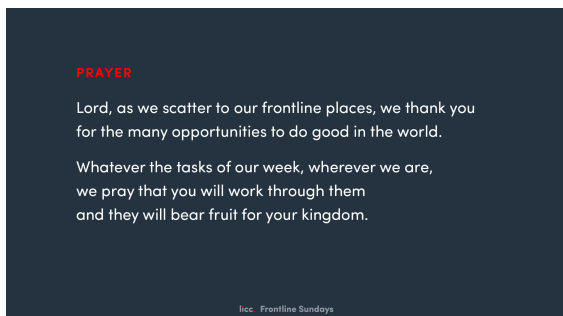 PRAYER
Lord, as we scatter to our frontline places, we thank you
for the many opportunities to do good in the world.
Whatever the tasks of our week, wherever we are,
we pray that you will work through them
and they will bear fruit for your kingdom.
licc. Frontline Sundays